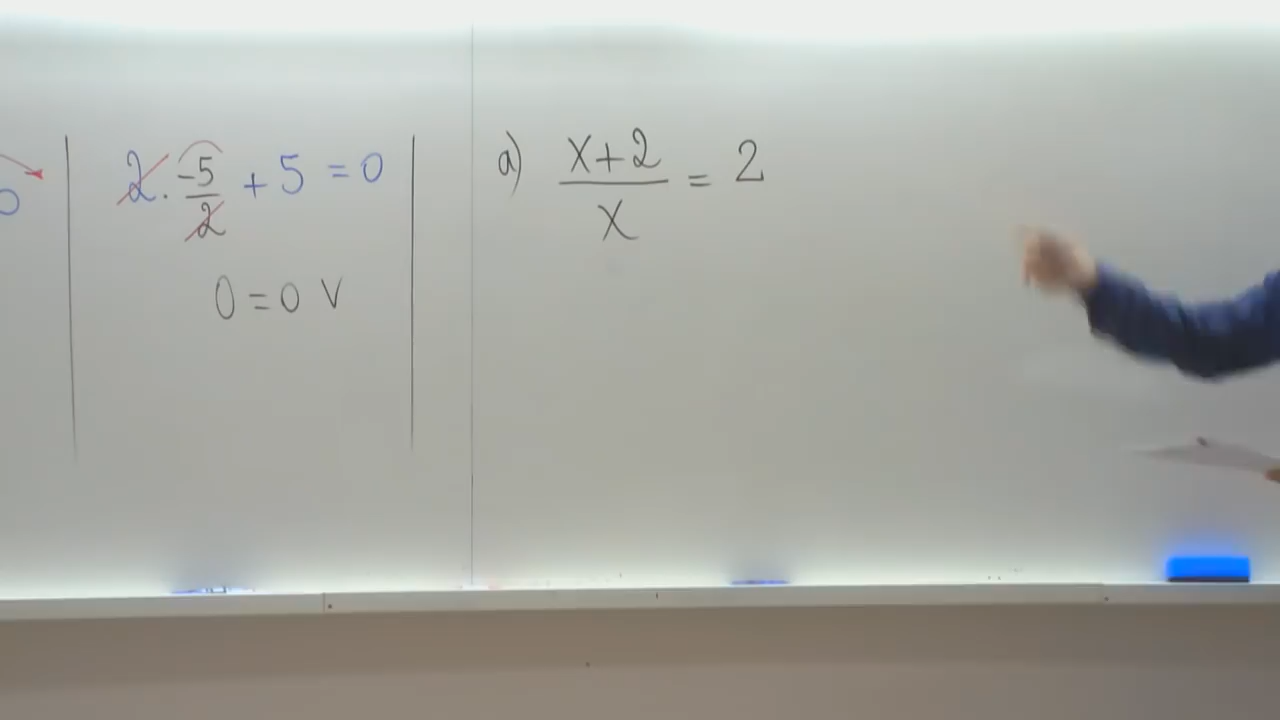 2 · -5/2 + 5 = 0
0 = 0 V
a) x+2/x = 2